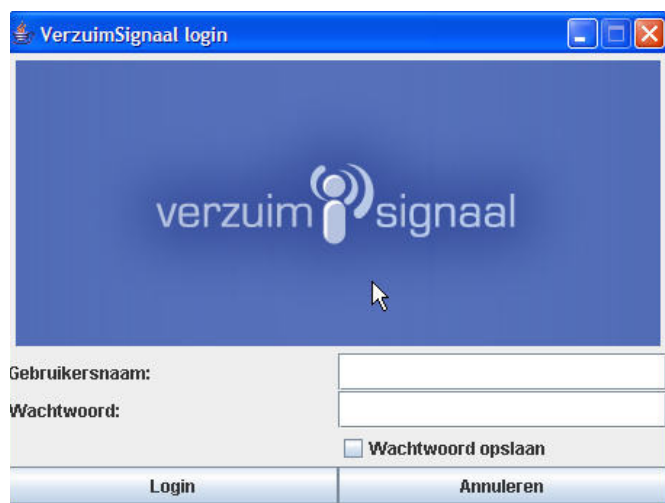 VerzuimSignaal login
verzuim signaal
Gebruikersnaam:
Wachtwoord:
Wachtwoord opslaan
Login Annuleren